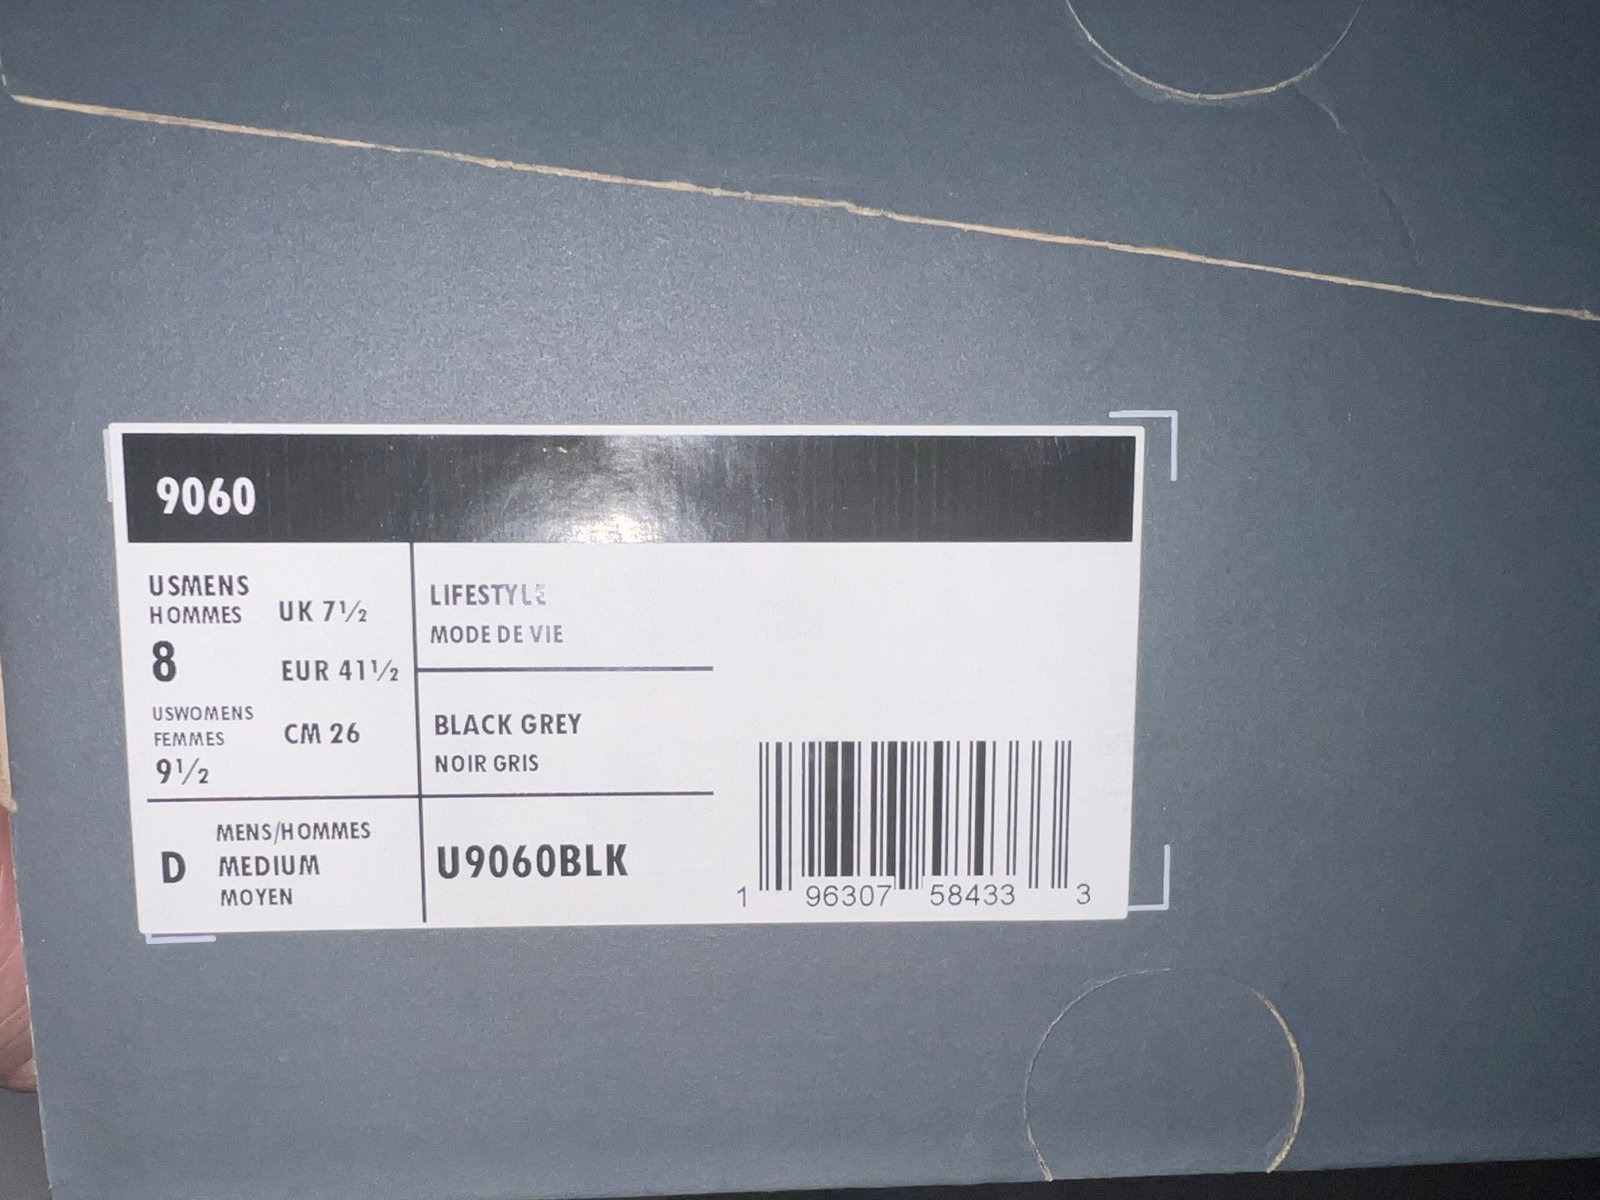 9060
USMENS
HOMMES
8
UK 7½
EUR 41½
USWOMENS
FEMMES
9½
CM 26
LIFESTYLE
MODE DE VIE
BLACK GREY
NOIR GRIS
D
MENS/HOMMES
MEDIUM
MOYEN
U9060BLK
1 96307 58433 3